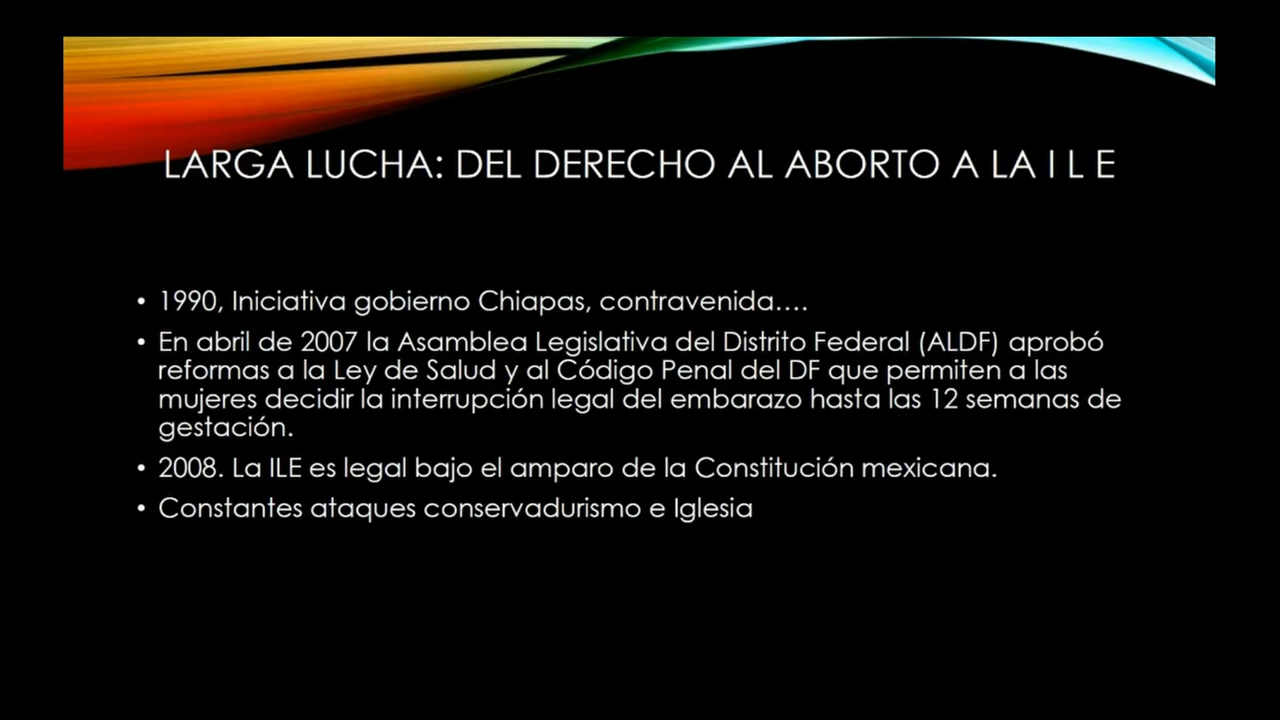 LARGA LUCHA: DEL DERECHO AL ABORTO A LA I L E
• 1990, Iniciativa gobierno Chiapas, contravenida....
• En abril de 2007 la Asamblea Legislativa del Distrito Federal (ALDF) aprobó
reformas a la Ley de Salud y al Código Penal del DF que permiten a las
mujeres decidir la interrupción legal del embarazo hasta las 12 semanas de
gestación.
• 2008. La ILE es legal bajo el amparo de la Constitución mexicana.
• Constantes ataques conservadurismo e Iglesia